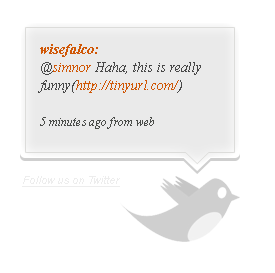 wisefalco:
@simnor Haha, this is really
funny(http://tinyurl.com/)
5 minutes ago from web
Follow us on Twitter